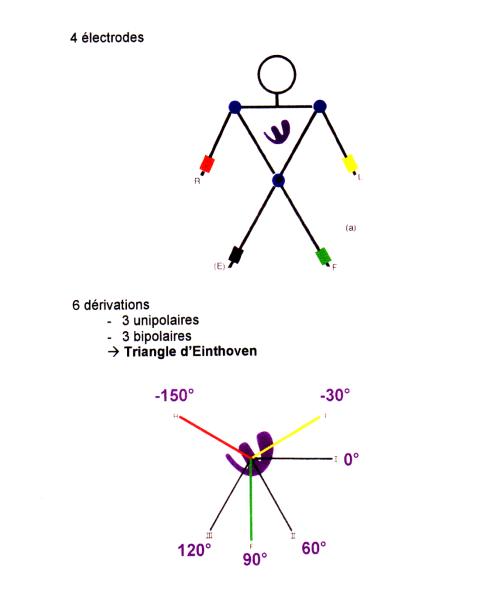 4 électrodes
R
L
(a)
(E)
F
6 dérivations
- 3 unipolaires
- 3 bipolaires
→ Triangle d'Einthoven
-150°
-30°
I
0°
III
II
120°
F
60°
90°